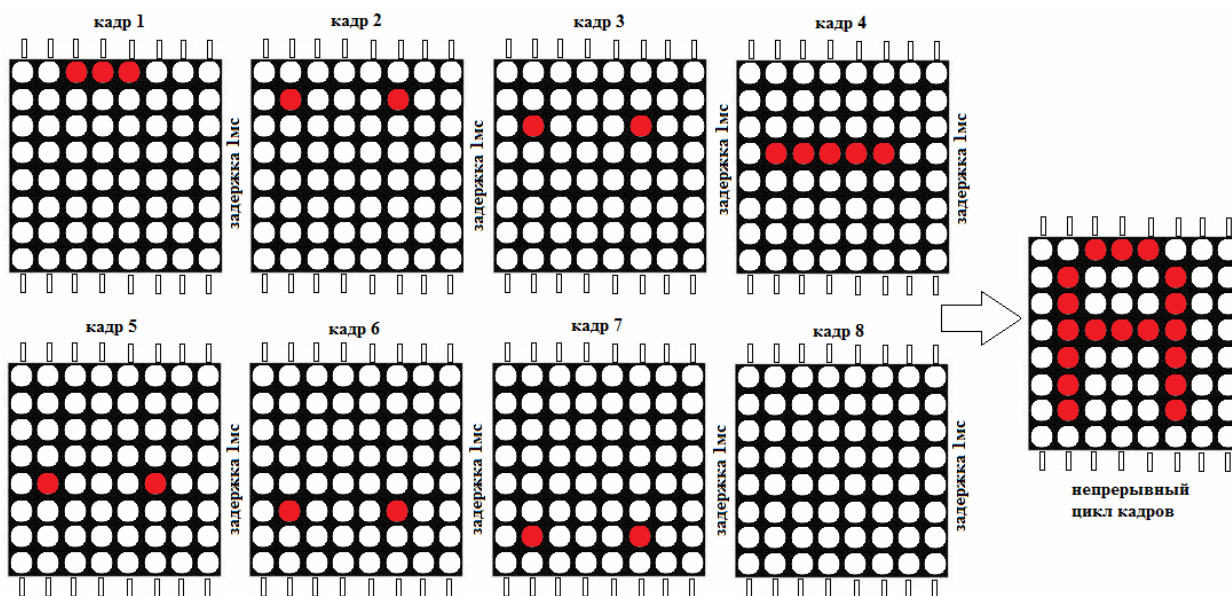 кадр 1
кадр 2
кадр 3
кадр 4
задержка 1мс
задержка 1мс
задержка 1мс
задержка 1мс
кадр 5
кадр 6
кадр 7
кадр 8
задержка 1мс
задержка 1мс
задержка 1мс
задержка 1мс
непрерывный
цикл кадров